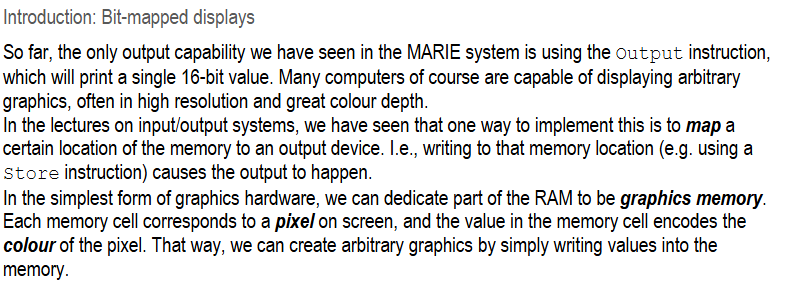 Introduction: Bit-mapped displays
So far, the only output capability we have seen in the MARIE system is using the Output instruction,
which will print a single 16-bit value. Many computers of course are capable of displaying arbitrary
graphics, often in high resolution and great colour depth.
In the lectures on input/output systems, we have seen that one way to implement this is to map a
certain location of the memory to an output device. I.e., writing to that memory location (e.g. using a
Store instruction) causes the output to happen.
In the simplest form of graphics hardware, we can dedicate part of the RAM to be graphics memory.
Each memory cell corresponds to a pixel on screen, and the value in the memory cell encodes the
colour of the pixel. That way, we can create arbitrary graphics by simply writing values into the
memory.